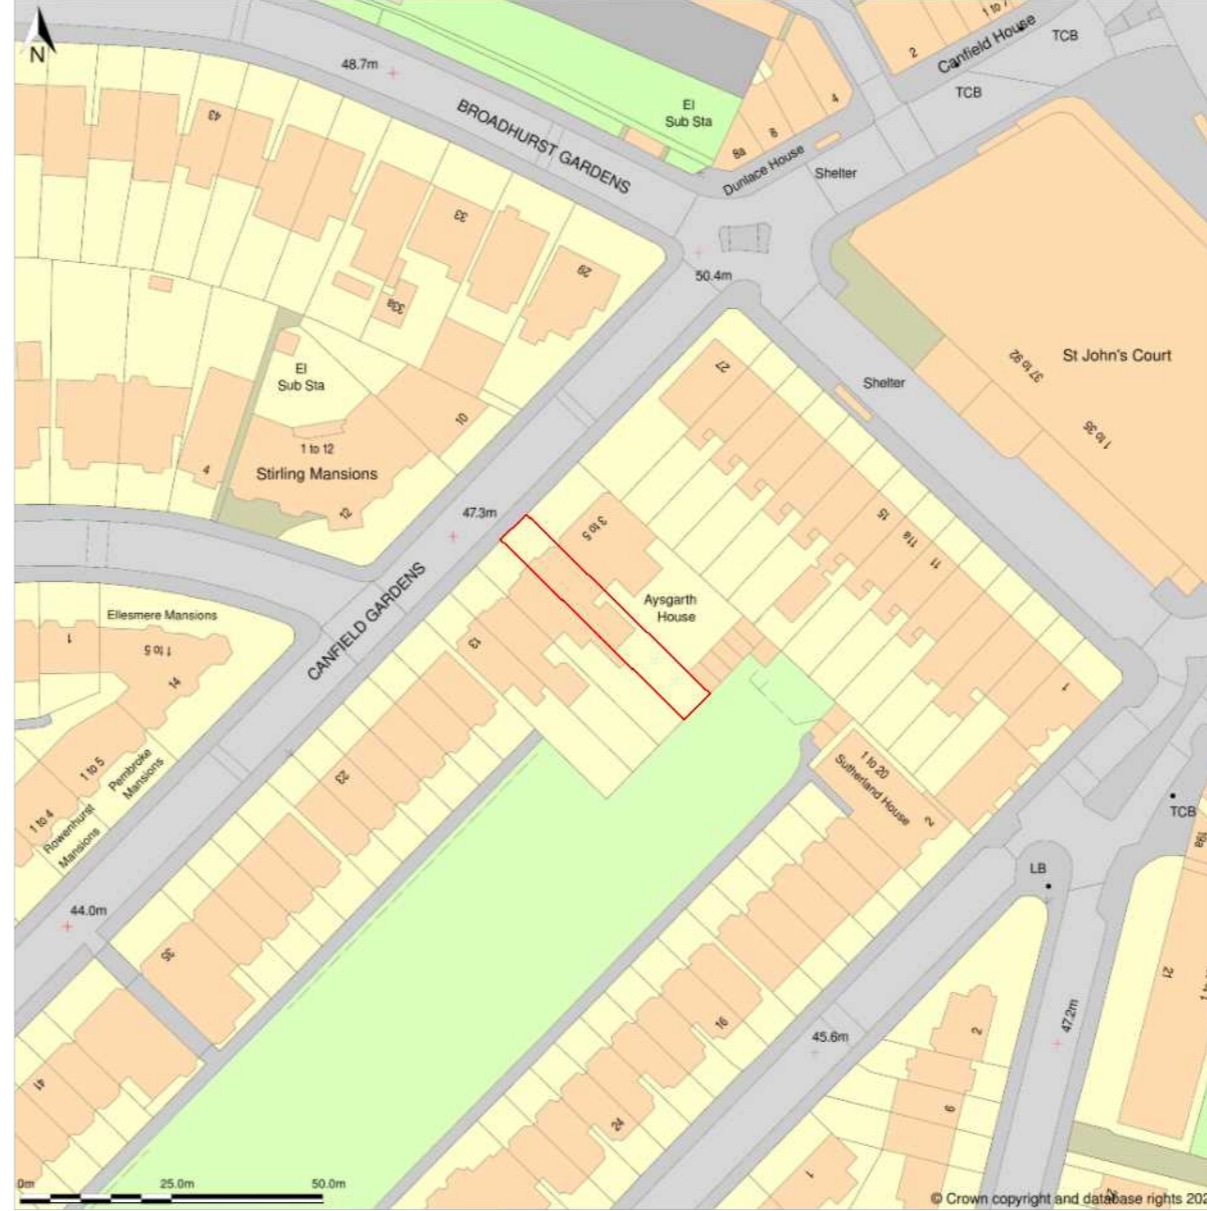 N
48.7m
BROADHURST GARDENS
El
Sub Sta
2
Canfield House
TCB
TCB
4
8
8a
Dunlace House
Shelter
43
33
29
33a
50.4m
El
Sub Sta
10
1 to 12
Stirling Mansions
4
12
27
Shelter
St John's Court
37 to 92
1 to 35
47.3m
3 to 5
15
11a
11
Aysgarth
House
CANFIELD GARDENS
13
Ellesmere Mansions
1
1 to 5
14
1 to 5
Pembroke
Mansions
1 to 4
Rowenhurst
Mansions
23
1
1 to 20
Sutherland House
2
TCB
19a
LB
44.0m
35
21
16
45.6m
2
47.2m
41
24
9
1
0m
25.0m
50.0m
© Crown copyright and database rights 202